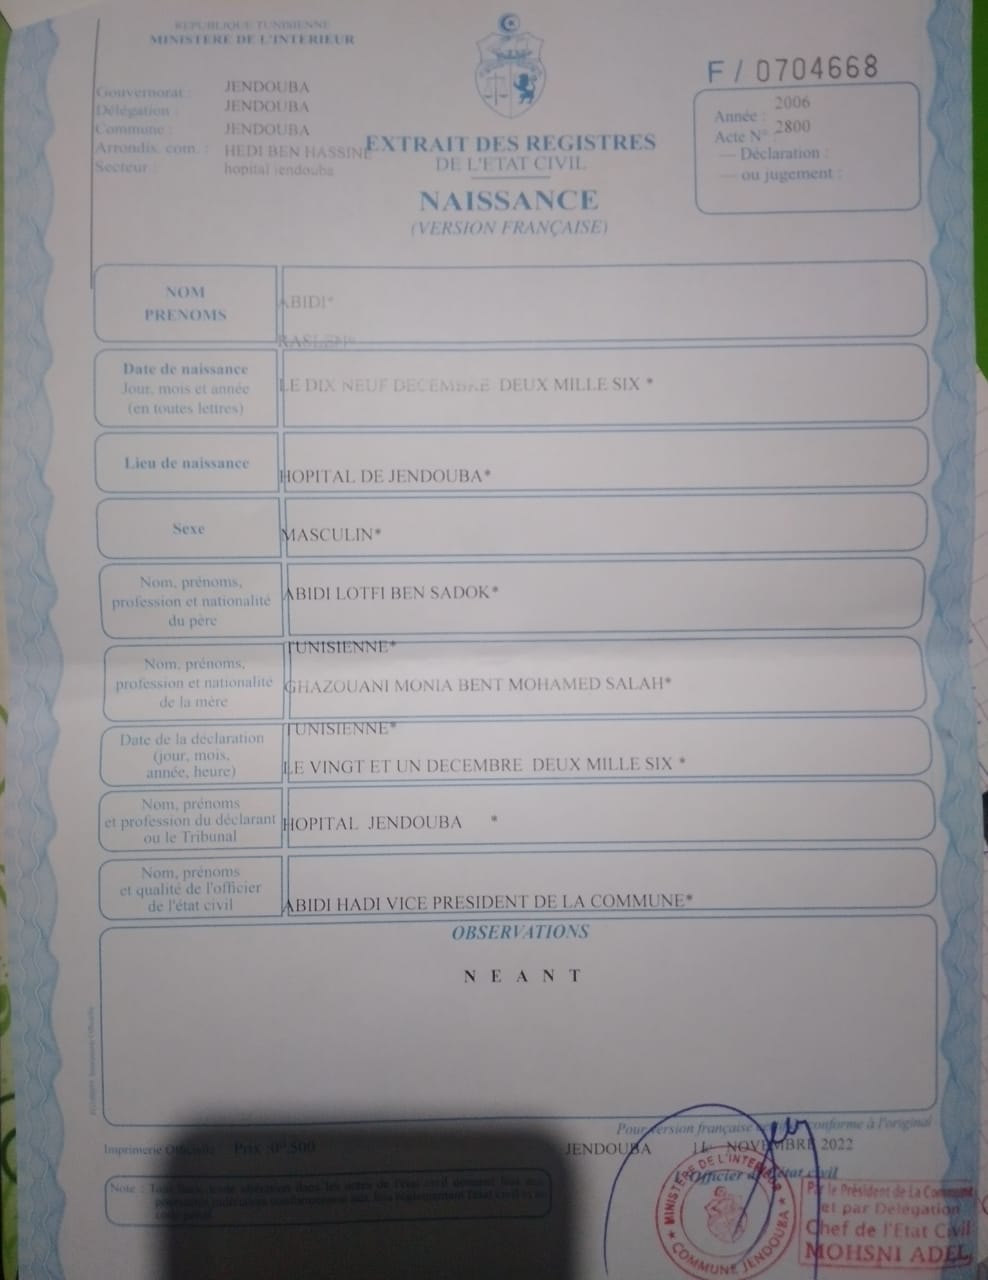 REPUBLIQUE TUNISIENNE
MINISTERE DE L'INTERIEUR
Gouvernorat : JENDOUBA
Délégation : JENDOUBA
Commune : JENDOUBA
Arrondis. com. : HEDI BEN HASSINE
Secteur : hopital jendouba
F / 0704668
Année : 2006
Acte N° 2800
— Déclaration :
— ou jugement :
EXTRAIT DES REGISTRES
DE L'ETAT CIVIL
NAISSANCE
(VERSION FRANÇAISE)
NOM
PRENOMS
ABIDI*
RASLEN*
Date de naissance
Jour, mois et année
(en toutes lettres)
LE DIX NEUF DECEMBRE DEUX MILLE SIX *
Lieu de naissance
HOPITAL DE JENDOUBA*
Sexe
MASCULIN*
Nom, prénoms,
profession et nationalité
du père
ABIDI LOTFI BEN SADOK*
TUNISIENNE*
Nom, prénoms,
profession et nationalité
de la mère
GHAZOUANI MONIA BENT MOHAMED SALAH*
TUNISIENNE*
Date de la déclaration
(jour, mois,
année, heure)
LE VINGT ET UN DECEMBRE DEUX MILLE SIX *
Nom, prénoms
et profession du déclarant
ou le Tribunal
HOPITAL JENDOUBA *
Nom, prénoms
et qualité de l'officier
de l'état civil
ABIDI HADI VICE PRESIDENT DE LA COMMUNE*
OBSERVATIONS
N E A N T
Imprimerie Officielle Prix :0ᴰ,500
Pour version française conforme à l'original
JENDOUBA NOVEMBRE 2022
Officier de l'état civil
Note :
MINISTÈRE DE L'INTERIEUR
COMMUNE JENDOUBA
Par le Président de La Commune
et par Délégation
Chef de l'Etat Civil
MOHSNI ADEL